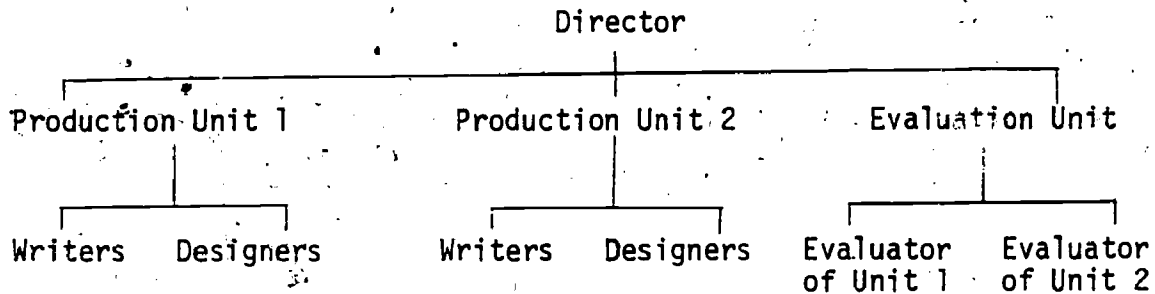 Director
Production Unit 1 Production Unit 2 Evaluation Unit
Writers Designers Writers Designers Evaluator Evaluator
of Unit 1 of Unit 2